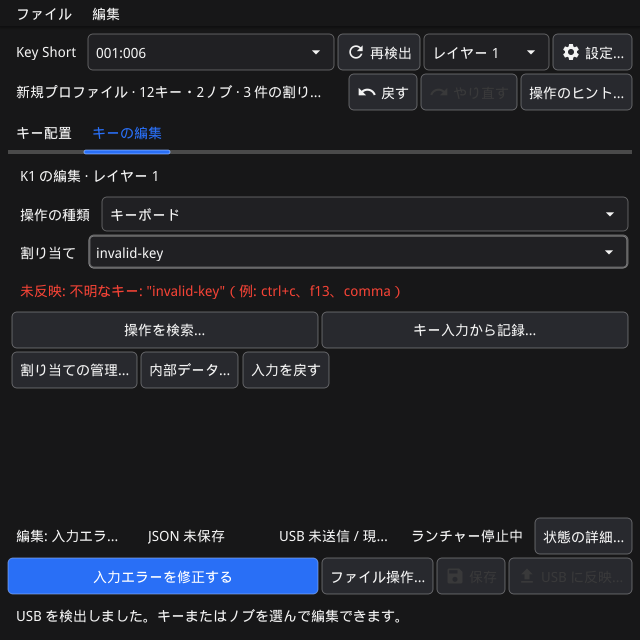 ファイル 編集
Key Short 001:006 再検出 レイヤー 1 設定...
新規プロファイル · 12キー・2ノブ · 3 件の割り... 戻す やり直す 操作のヒント...
キー配置 キーの編集
K1 の編集 · レイヤー 1
操作の種類 キーボード
割り当て invalid-key
未反映: 不明なキー: "invalid-key" ( 例: ctrl+c、f13、comma )
操作を検索... キー入力から記録...
割り当ての管理... 内部データ... 入力を戻す
編集: 入力エラ... JSON 未保存 USB 未送信 / 現... ランチャー停止中 状態の詳細...
入力エラーを修正する ファイル操作... 保存 USB に反映...
USB を検出しました。キーまたはノブを選んで編集できます。